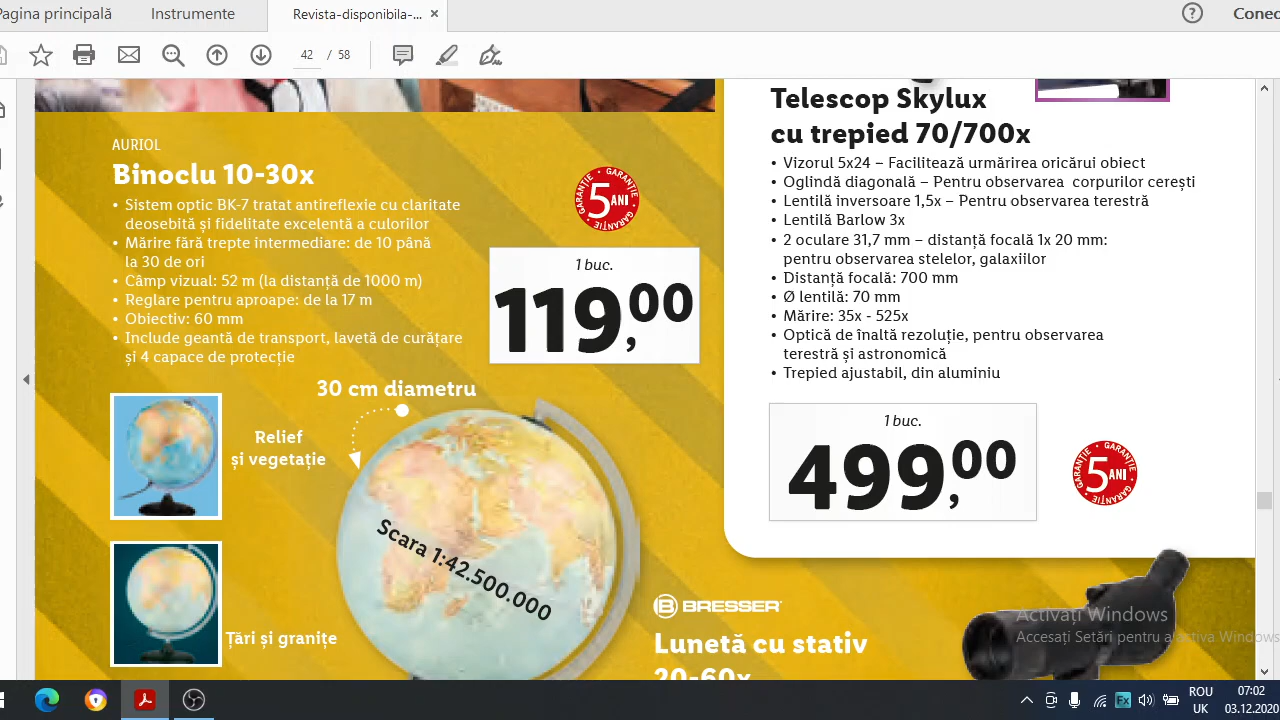 Pagina principală
Instrumente
Revista-disponibila-... ×
Conec
42 / 58
AURIOL
Binoclu 10-30x
• Sistem optic BK-7 tratat antireflexie cu claritate
deosebită și fidelitate excelentă a culorilor
• Mărire fără trepte intermediare: de 10 până
la 30 de ori
• Câmp vizual: 52 m (la distanță de 1000 m)
• Reglare pentru aproape: de la 17 m
• Obiectiv: 60 mm
• Include geantă de transport, lavetă de curățare
și 4 capace de protecție
GARANȚIE · GARANȚIE · GARANȚIE
5 ANI
1 buc.
119,00
30 cm diametru
Relief
și vegetație
Scara 1:42.500.000
Țări și granițe
Telescop Skylux
cu trepied 70/700x
• Vizorul 5x24 – Facilitează urmărirea oricărui obiect
• Oglindă diagonală – Pentru observarea corpurilor cerești
• Lentilă inversoare 1,5x – Pentru observarea terestră
• Lentilă Barlow 3x
• 2 oculare 31,7 mm – distanță focală 1x 20 mm:
pentru observarea stelelor, galaxiilor
• Distanță focală: 700 mm
• Ø lentilă: 70 mm
• Mărire: 35x - 525x
• Optică de înaltă rezoluție, pentru observarea
terestră și astronomică
• Trepied ajustabil, din aluminiu
1 buc.
499,00
GARANȚIE · GARANȚIE · GARANȚIE
5 ANI
B BRESSER
Lunetă cu stativ
20-60x
Activați Windows
Accesați Setări pentru a activa Windows
Fx
ROU
UK
07:02
03.12.2020